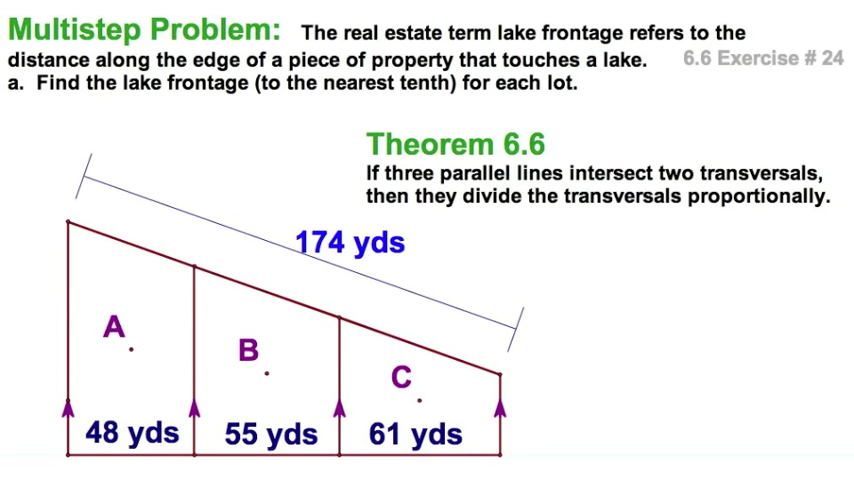 Multistep Problem: The real estate term lake frontage refers to the
distance along the edge of a piece of property that touches a lake. 6.6 Exercise # 24
a. Find the lake frontage (to the nearest tenth) for each lot.
Theorem 6.6
If three parallel lines intersect two transversals,
then they divide the transversals proportionally.
174 yds
A
B
C
48 yds 55 yds 61 yds